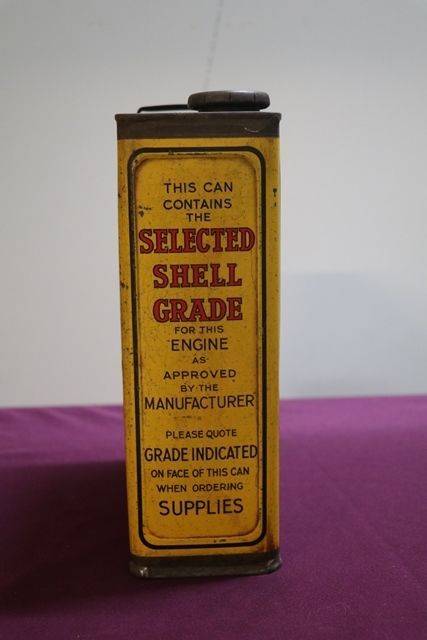 THIS CAN
CONTAINS
THE
SELECTED
SHELL
GRADE
FOR THIS
ENGINE
AS
APPROVED
BY THE
MANUFACTURER
PLEASE QUOTE
GRADE INDICATED
ON FACE OF THIS CAN
WHEN ORDERING
SUPPLIES